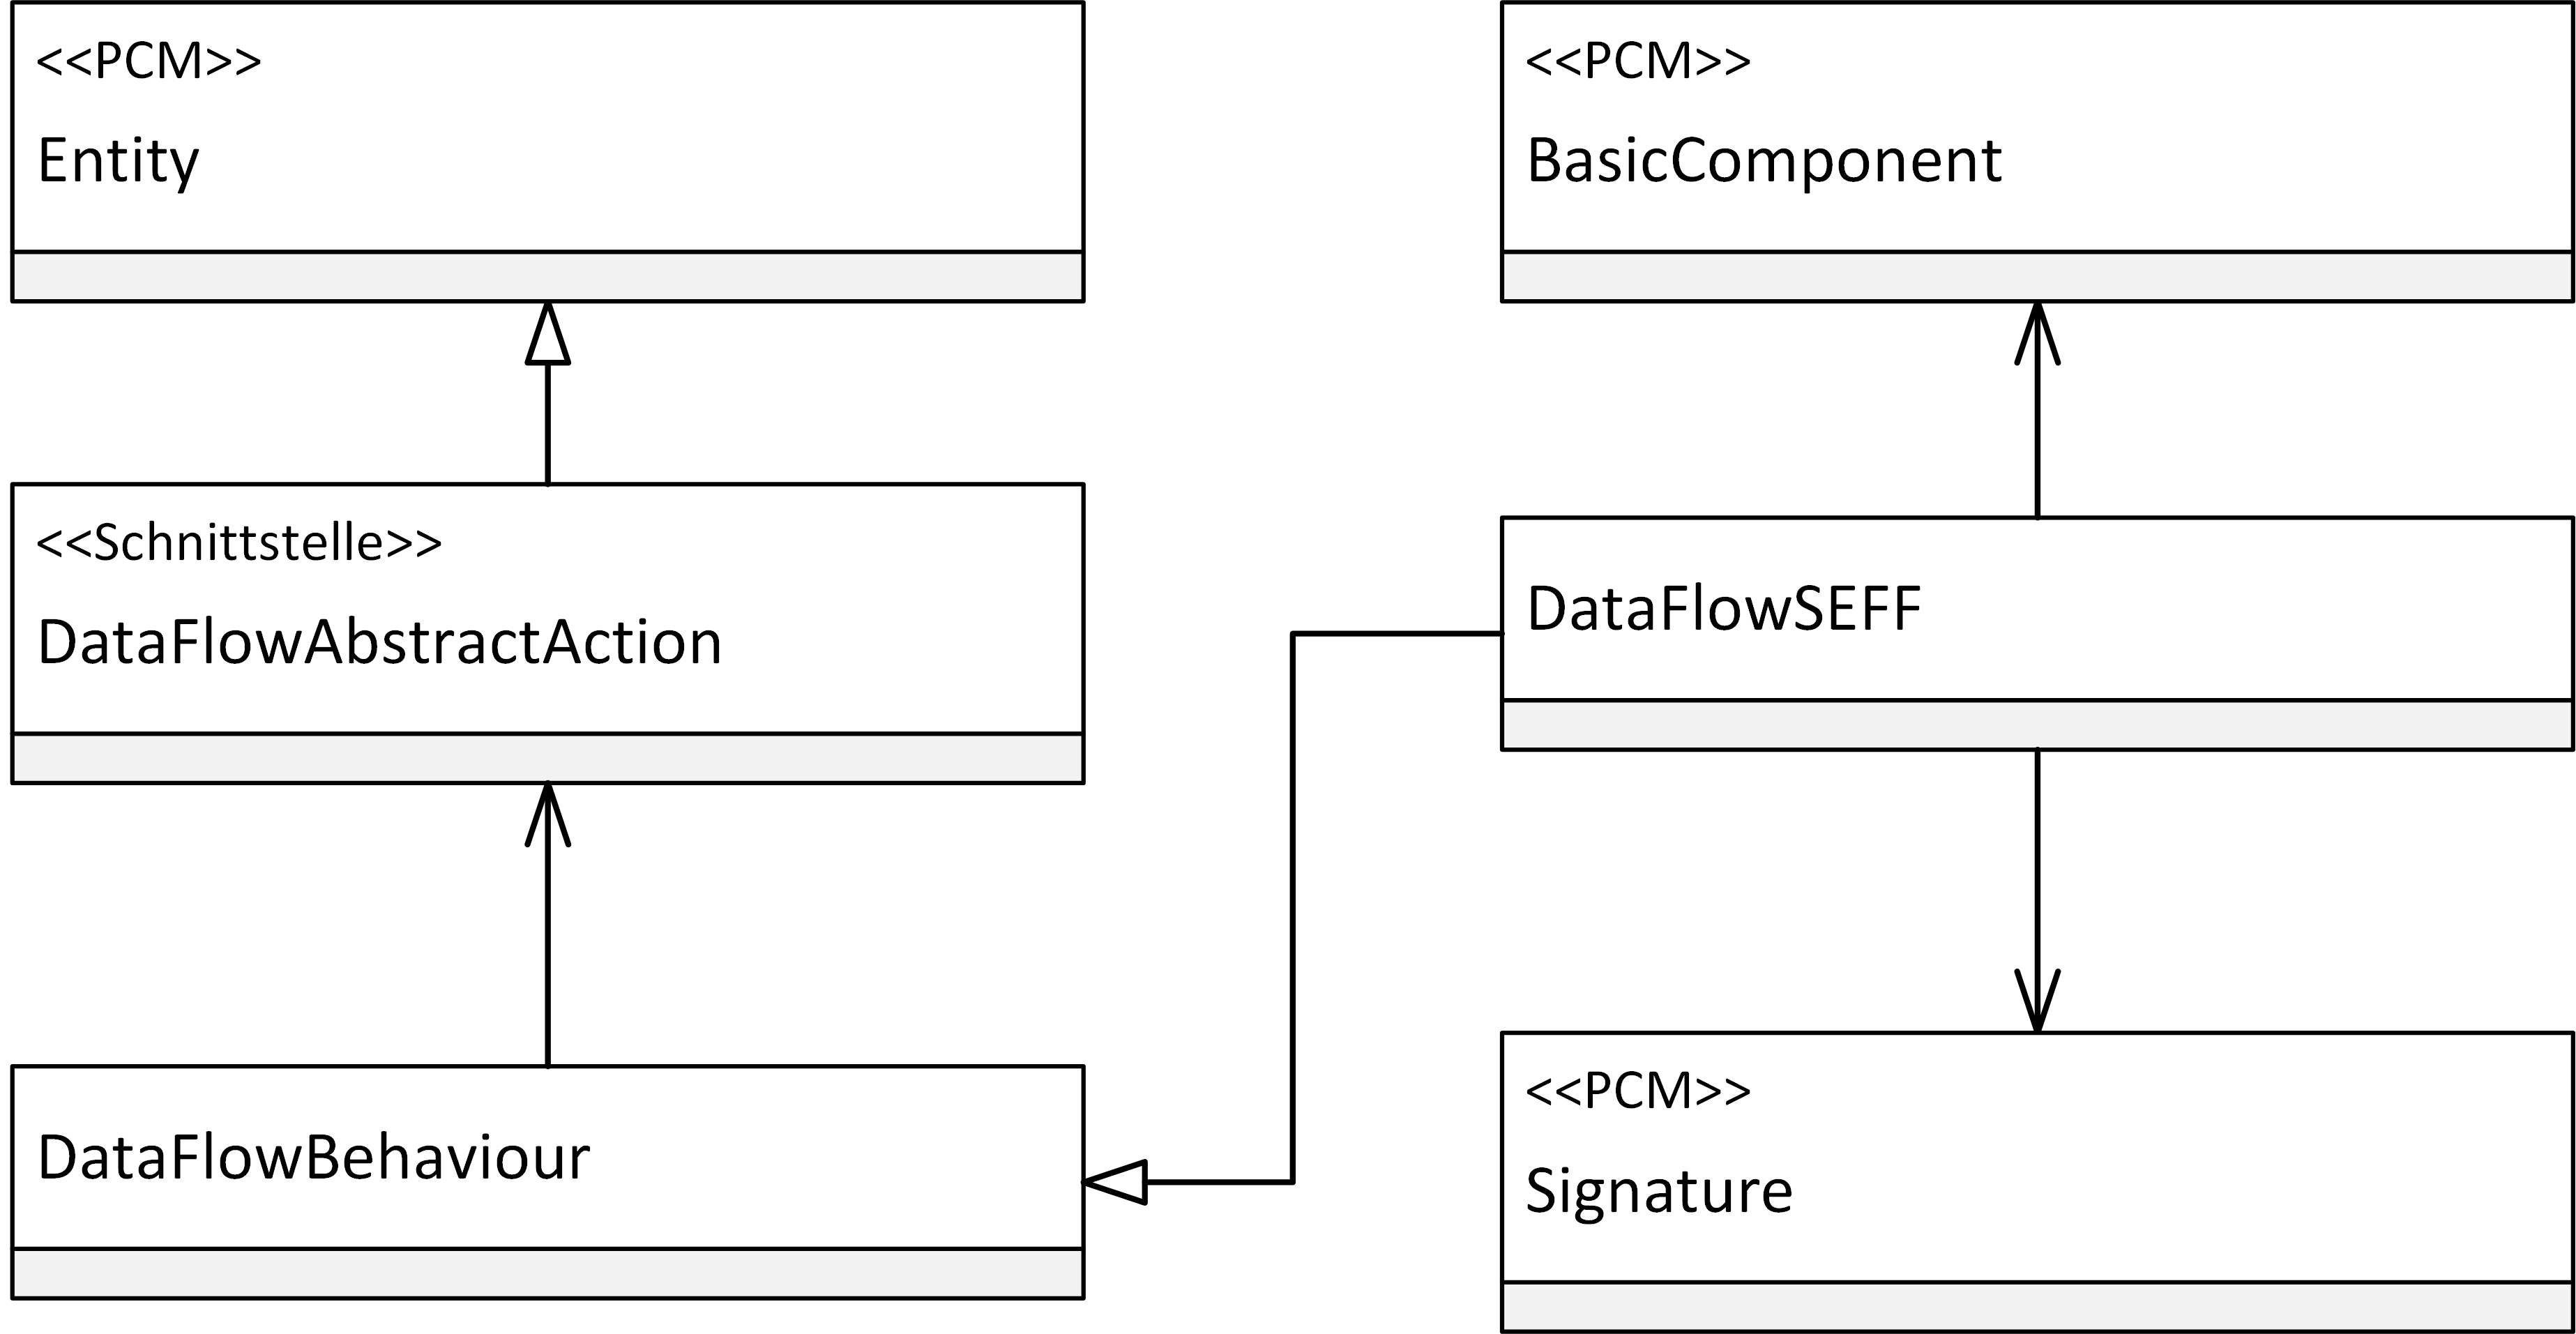 <<PCM>>
Entity
<<PCM>>
BasicComponent
<<Schnittstelle>>
DataFlowAbstractAction
DataFlowSEFF
DataFlowBehaviour
<<PCM>>
Signature